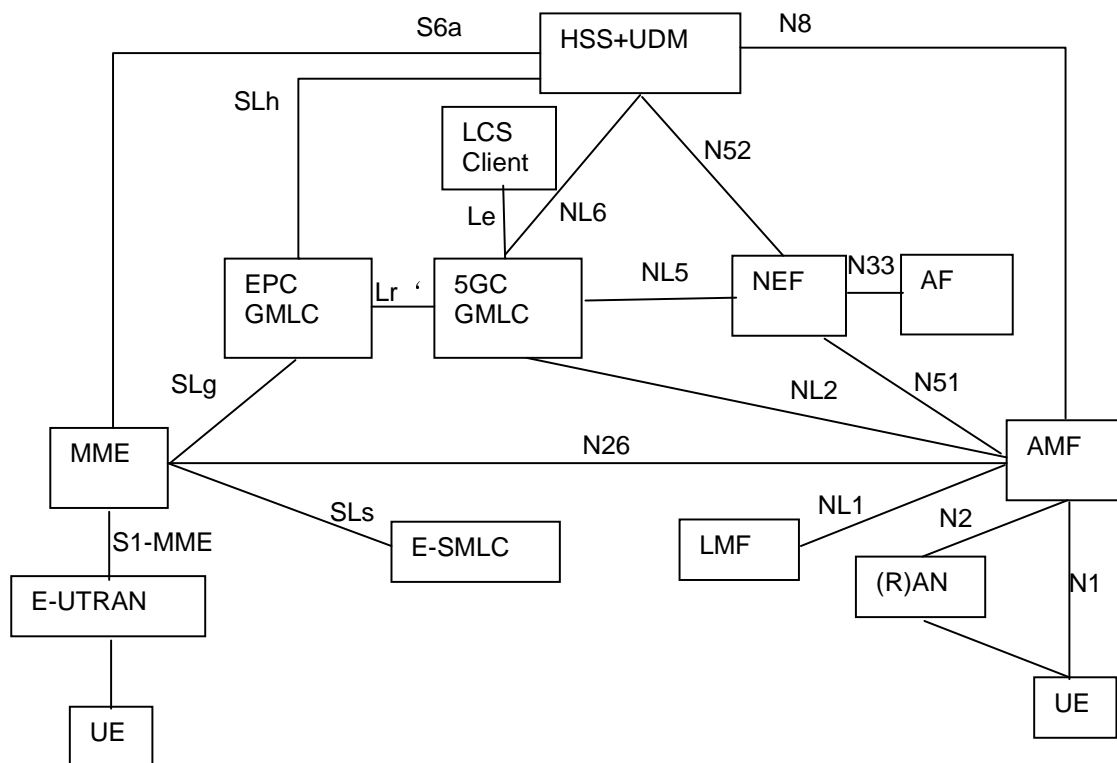 S6a
HSS+UDM
N8
SLh
LCS
Client
N52
Le
NL6
EPC
GMLC
Lr ‘
5GC
GMLC
NL5
NEF
N33
AF
SLg
NL2
N51
MME
N26
AMF
SLs
NL1
N2
S1-MME
E-SMLC
LMF
E-UTRAN
(R)AN
N1
UE
UE